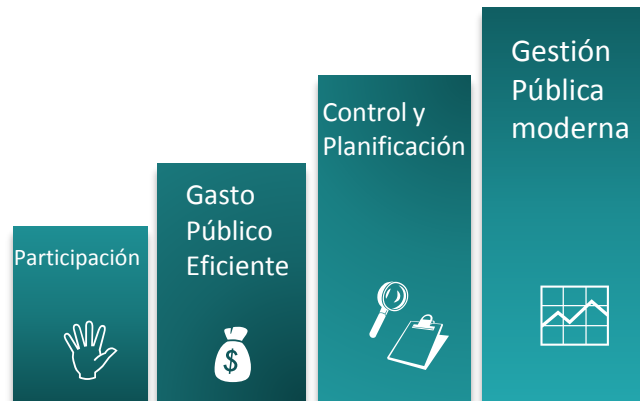 Participación
Gasto
Público
Eficiente
$
Control y
Planificación
Gestión
Pública
moderna